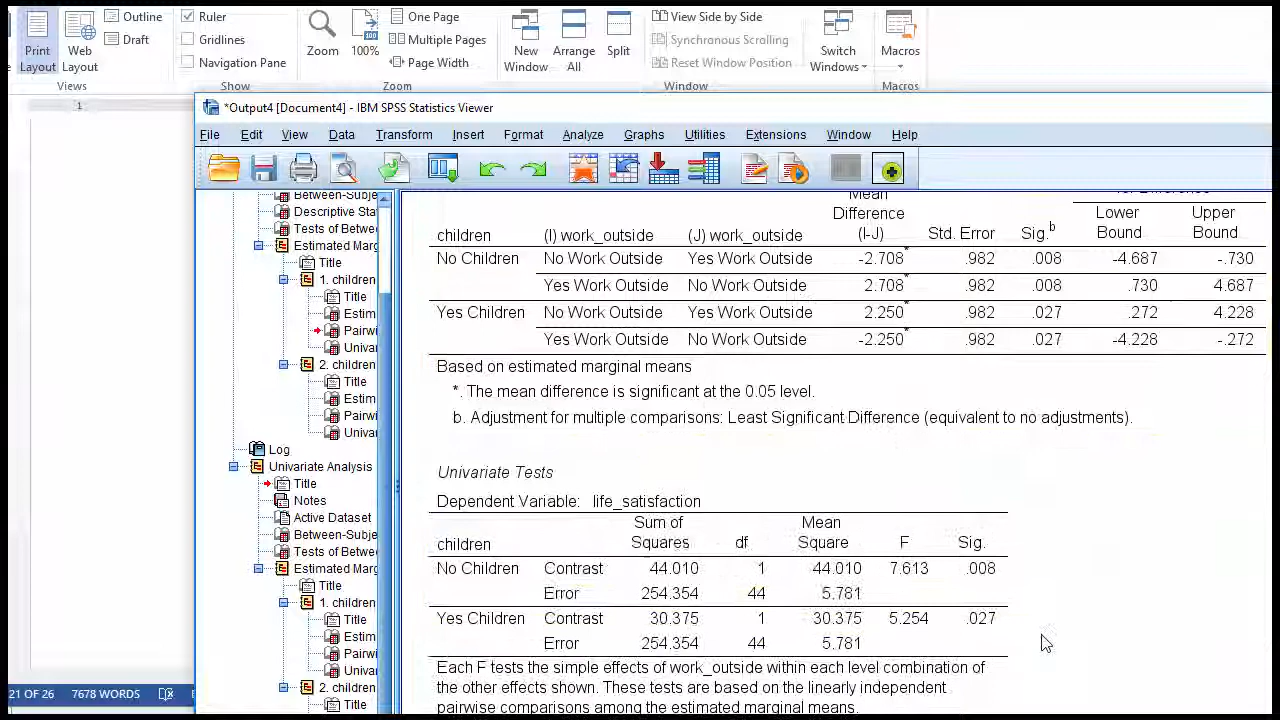 Outline Ruler One Page View Side by Side
Draft Gridlines Multiple Pages Synchronous Scrolling
Print Layout Web Layout Navigation Pane Zoom 100% Page Width New Window Arrange All Split Reset Window Position Switch Windows Macros
Views Show Zoom Window Macros
1
*Output4 [Document4] - IBM SPSS Statistics Viewer
File Edit View Data Transform Insert Format Analyze Graphs Utilities Extensions Window Help
Between-Subje
Descriptive Stat
Tests of Betwe
Estimated Marg
Title
1. children
Title
Estim
Pairwi
Univa
2. children
Title
Estim
Pairwi
Univa
Log
Univariate Analysis
Title
Notes
Active Dataset
Between-Subje
Tests of Betwe
Estimated Marg
Title
1. children
Title
Estim
Pairwi
Univa
2. children
Title
Mean Difference (I-J)
Lower Bound Upper Bound
children (I) work_outside (J) work_outside Std. Error Sig.b
No Children No Work Outside Yes Work Outside -2.708* .982 .008 -4.687 -.730
Yes Work Outside No Work Outside 2.708* .982 .008 .730 4.687
Yes Children No Work Outside Yes Work Outside 2.250* .982 .027 .272 4.228
Yes Work Outside No Work Outside -2.250* .982 .027 -4.228 -.272
Based on estimated marginal means
*. The mean difference is significant at the 0.05 level.
b. Adjustment for multiple comparisons: Least Significant Difference (equivalent to no adjustments).
Univariate Tests
Dependent Variable: life_satisfaction
children Sum of Squares df Mean Square F Sig.
No Children Contrast 44.010 1 44.010 7.613 .008
Error 254.354 44 5.781
Yes Children Contrast 30.375 1 30.375 5.254 .027
Error 254.354 44 5.781
Each F tests the simple effects of work_outside within each level combination of
the other effects shown. These tests are based on the linearly independent
pairwise comparisons among the estimated marginal means.
21 OF 26 7678 WORDS